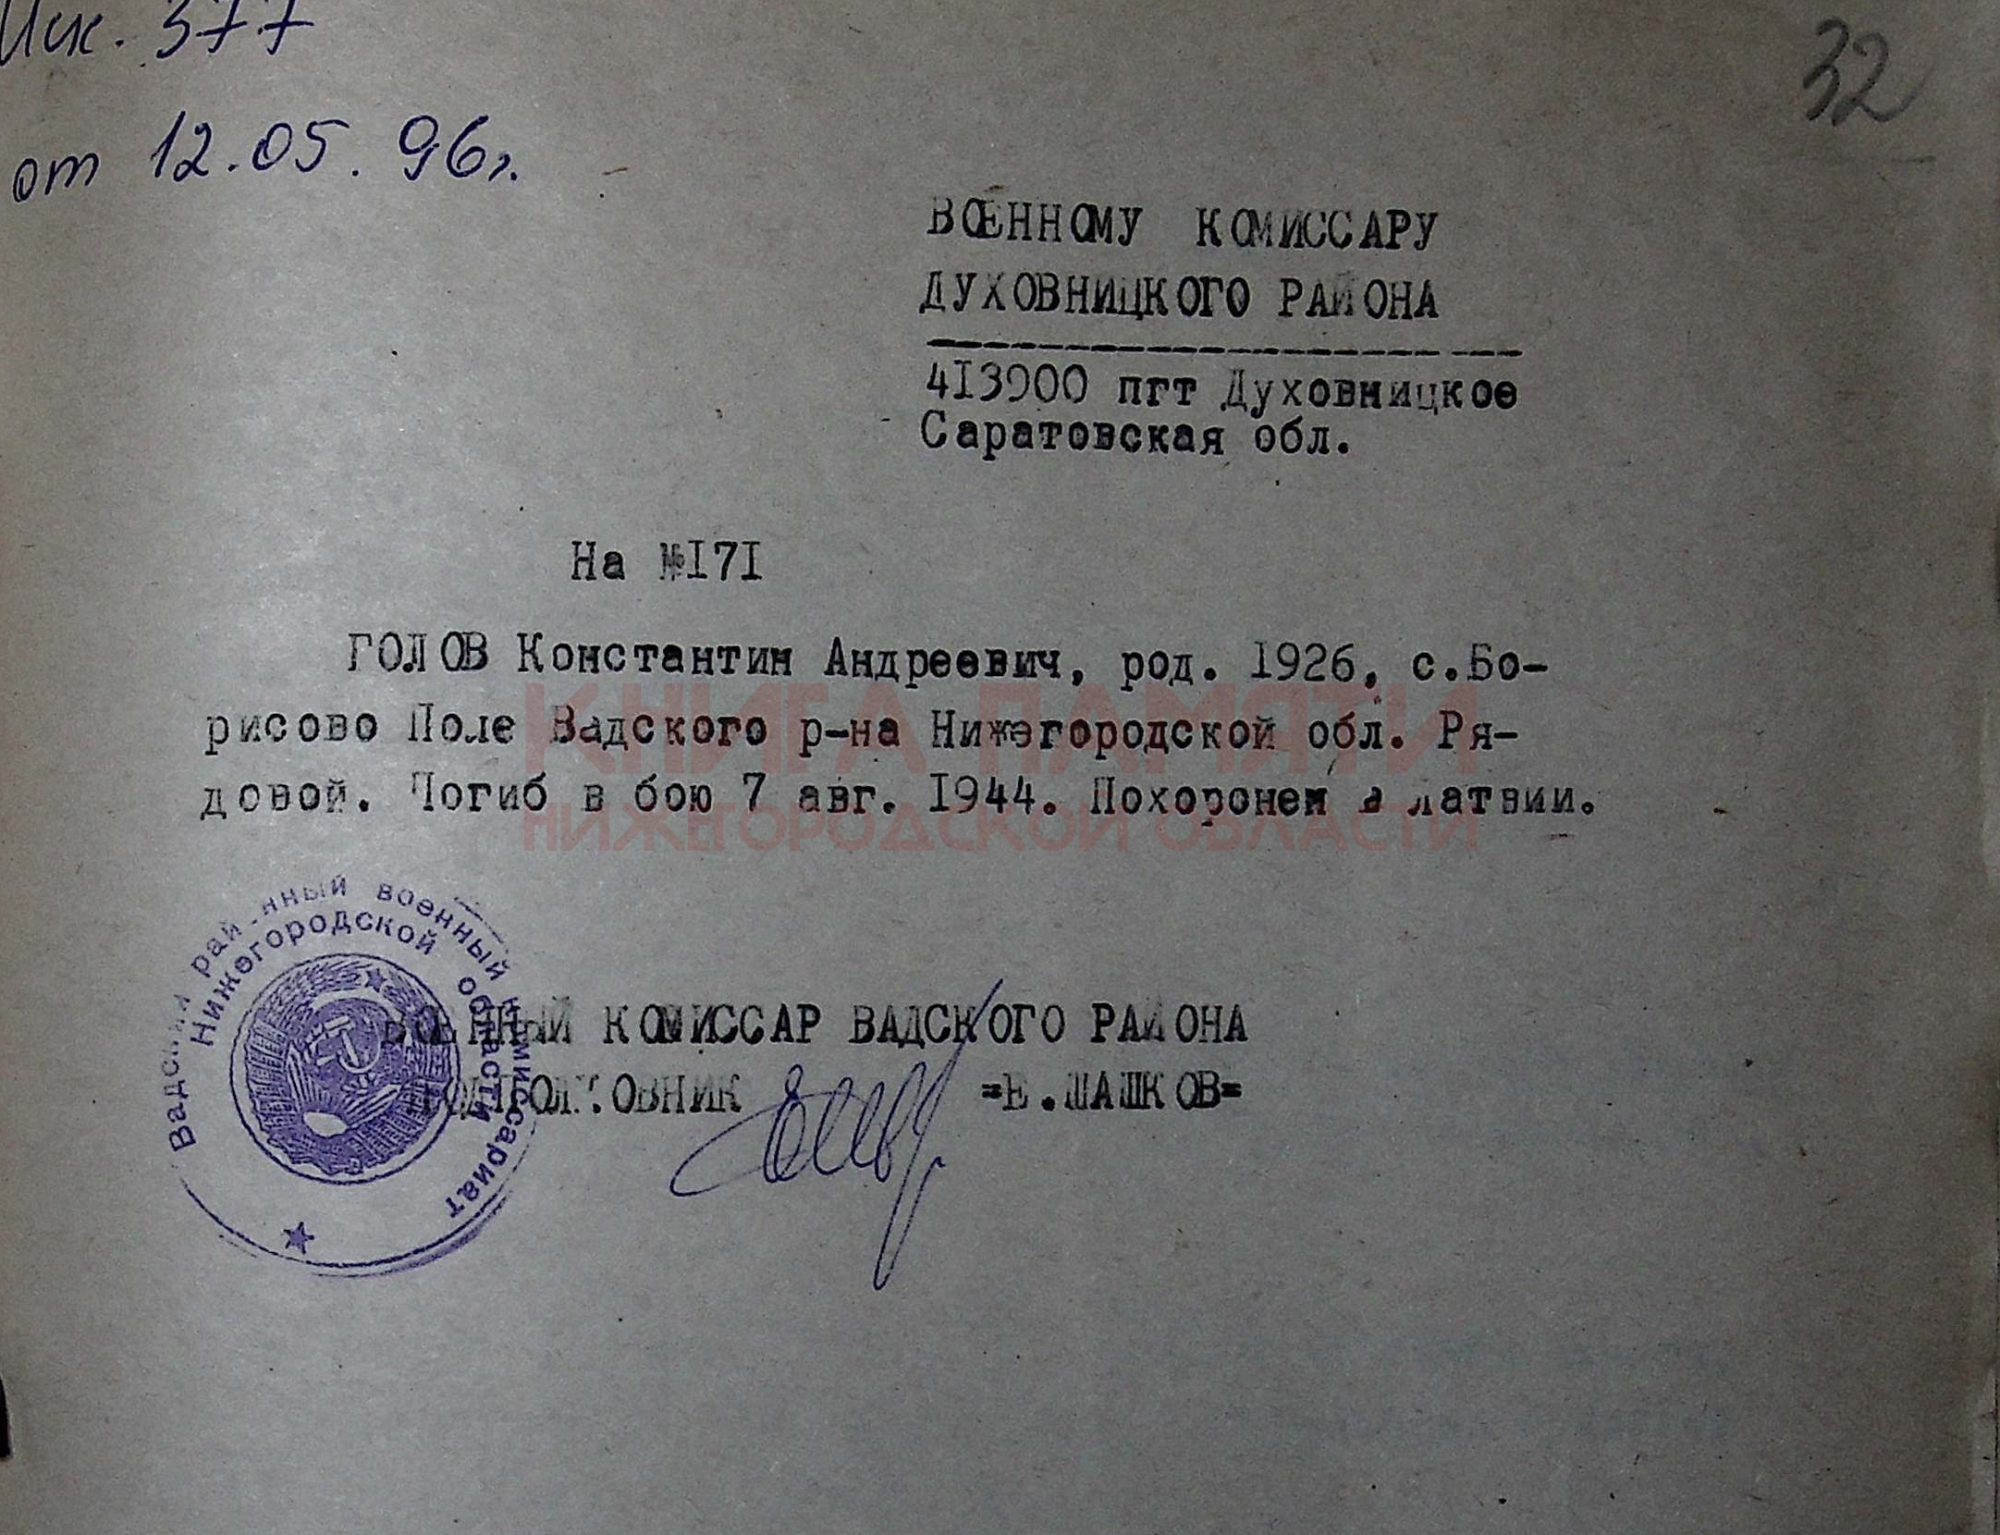 Исх. 377
от 12.05.96г.
32
ВОЕННОМУ КОМИССАРУ
ДУХОВНИЦКОГО РАЙОНА
413900 пгт Духовницкое
Саратовская обл.
На №171
ГОЛОВ Константин Андреевич, род. 1926, с.Бо-
рисово Поле Вадского р-на Нижегородской обл. Ря-
довой. Погиб в бою 7 авг. 1944. Похоронен в Латвии.
КНИГА ПАМЯТИ
НИЖЕГОРОДСКОЙ ОБЛАСТИ
Вадский районный военный комиссариат
Нижегородской области
ВОЕННЫЙ КОМИССАР ВАДСКОГО РАЙОНА
ПОДПОЛКОВНИК =Е.ШАШКОВ=